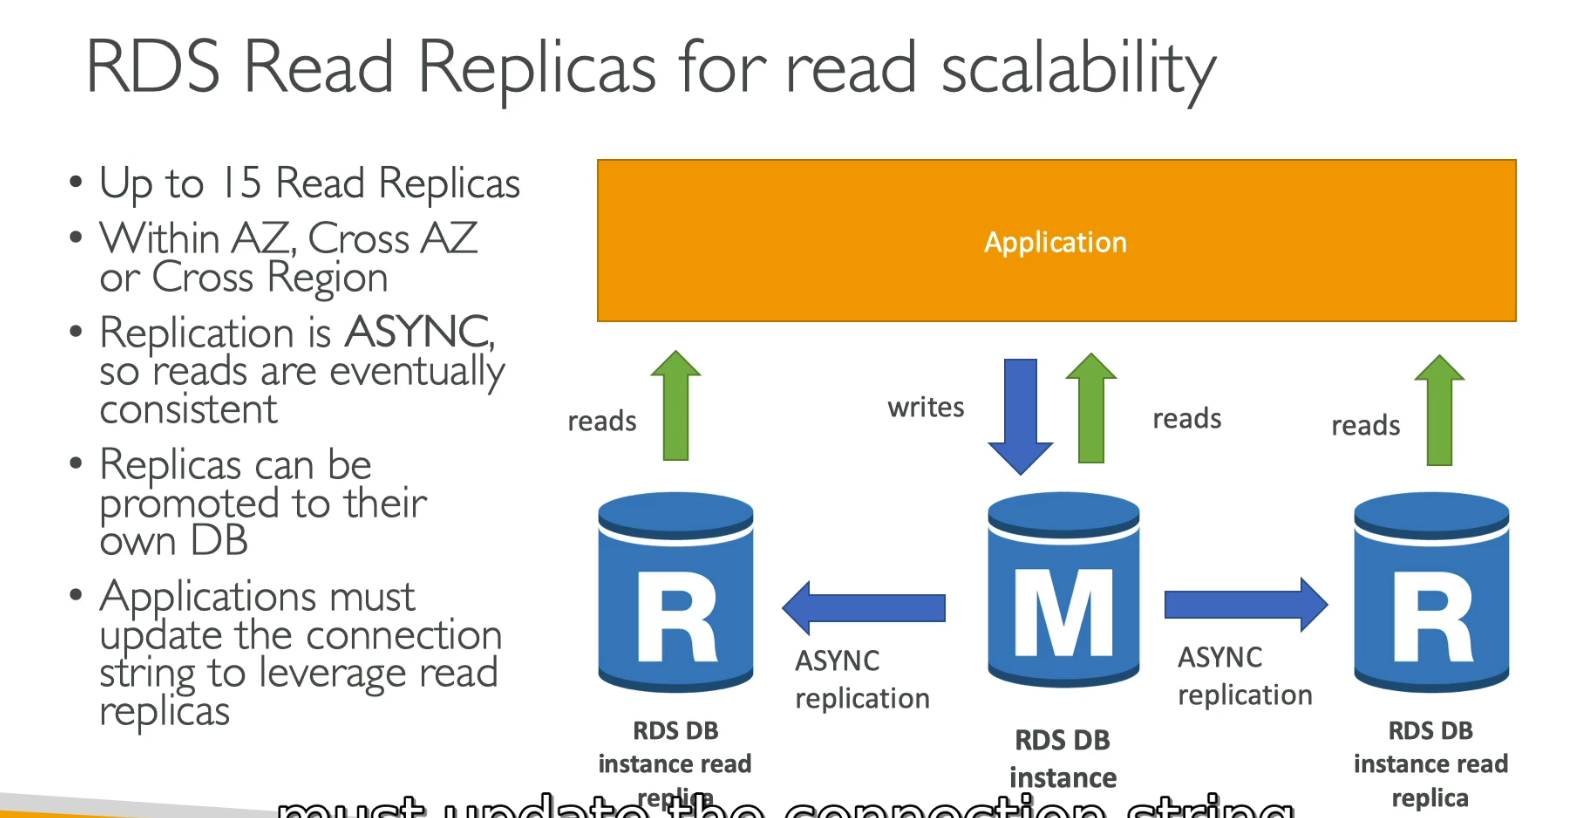 RDS Read Replicas for read scalability
• Up to 15 Read Replicas
• Within AZ, Cross AZ
or Cross Region
• Replication is ASYNC,
so reads are eventually
consistent
• Replicas can be
promoted to their
own DB
• Applications must
update the connection
string to leverage read
replicas
Application
reads
writes
reads
reads
R
M
R
ASYNC
replication
ASYNC
replication
RDS DB
instance read
replica
RDS DB
instance
RDS DB
instance read
replica
must update the connection string